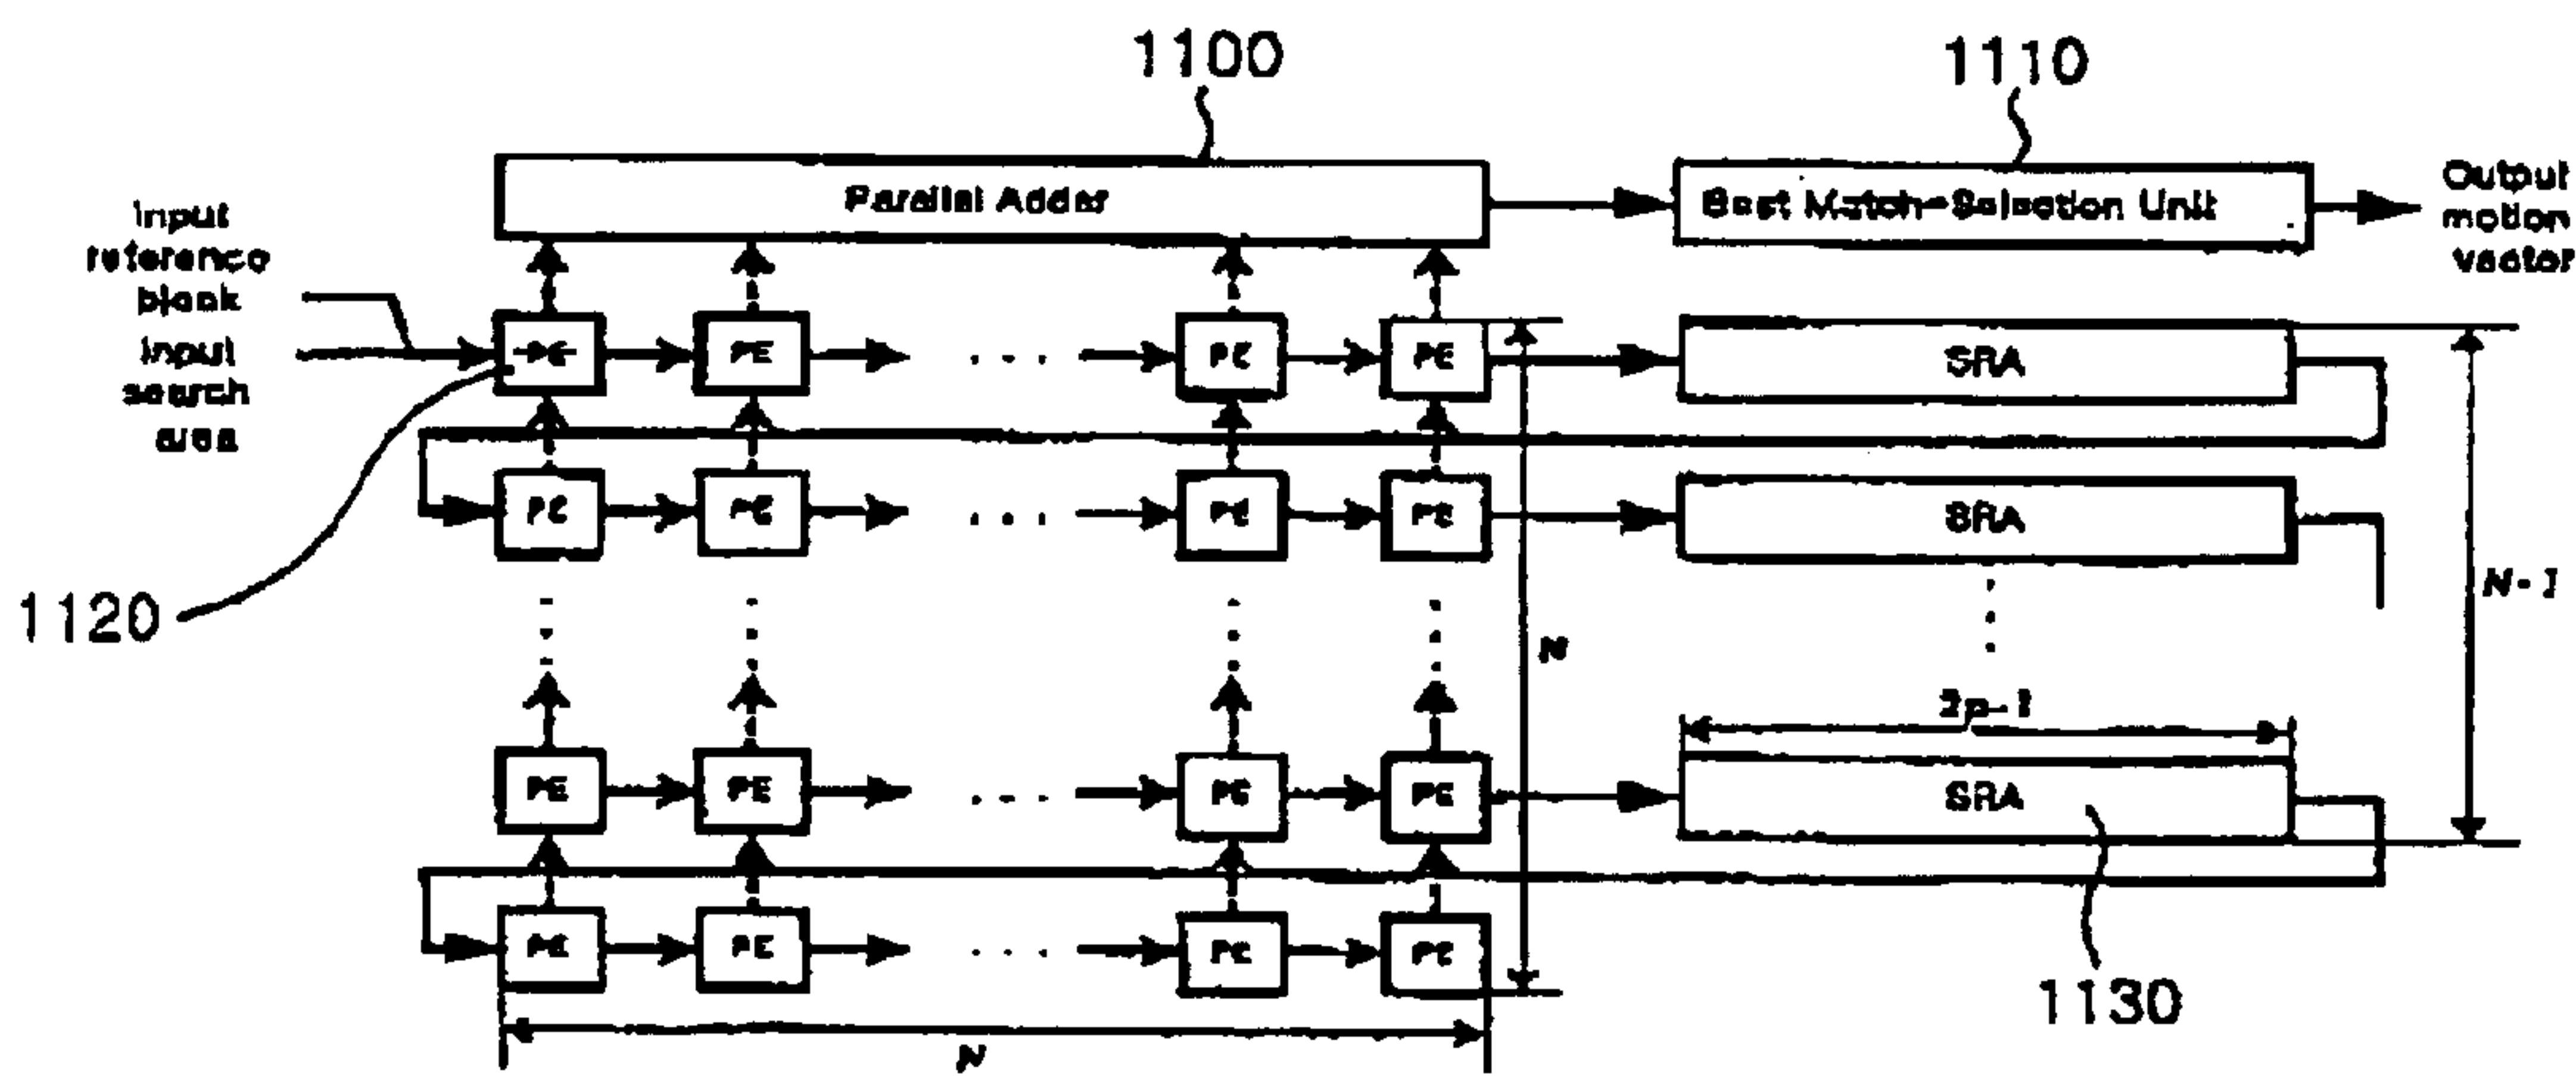 1100
1110
Parallel Adder
Best Match-Selection Unit
Output
motion
vector
Input
reference
block
Input
search
area
PE
PE
. . .
PE
PE
SRA
PE
PE
. . .
PE
PE
SRA
1120
N
N-1
PE
PE
. . .
PE
PE
SRA
PE
PE
. . .
PE
PE
1130
N